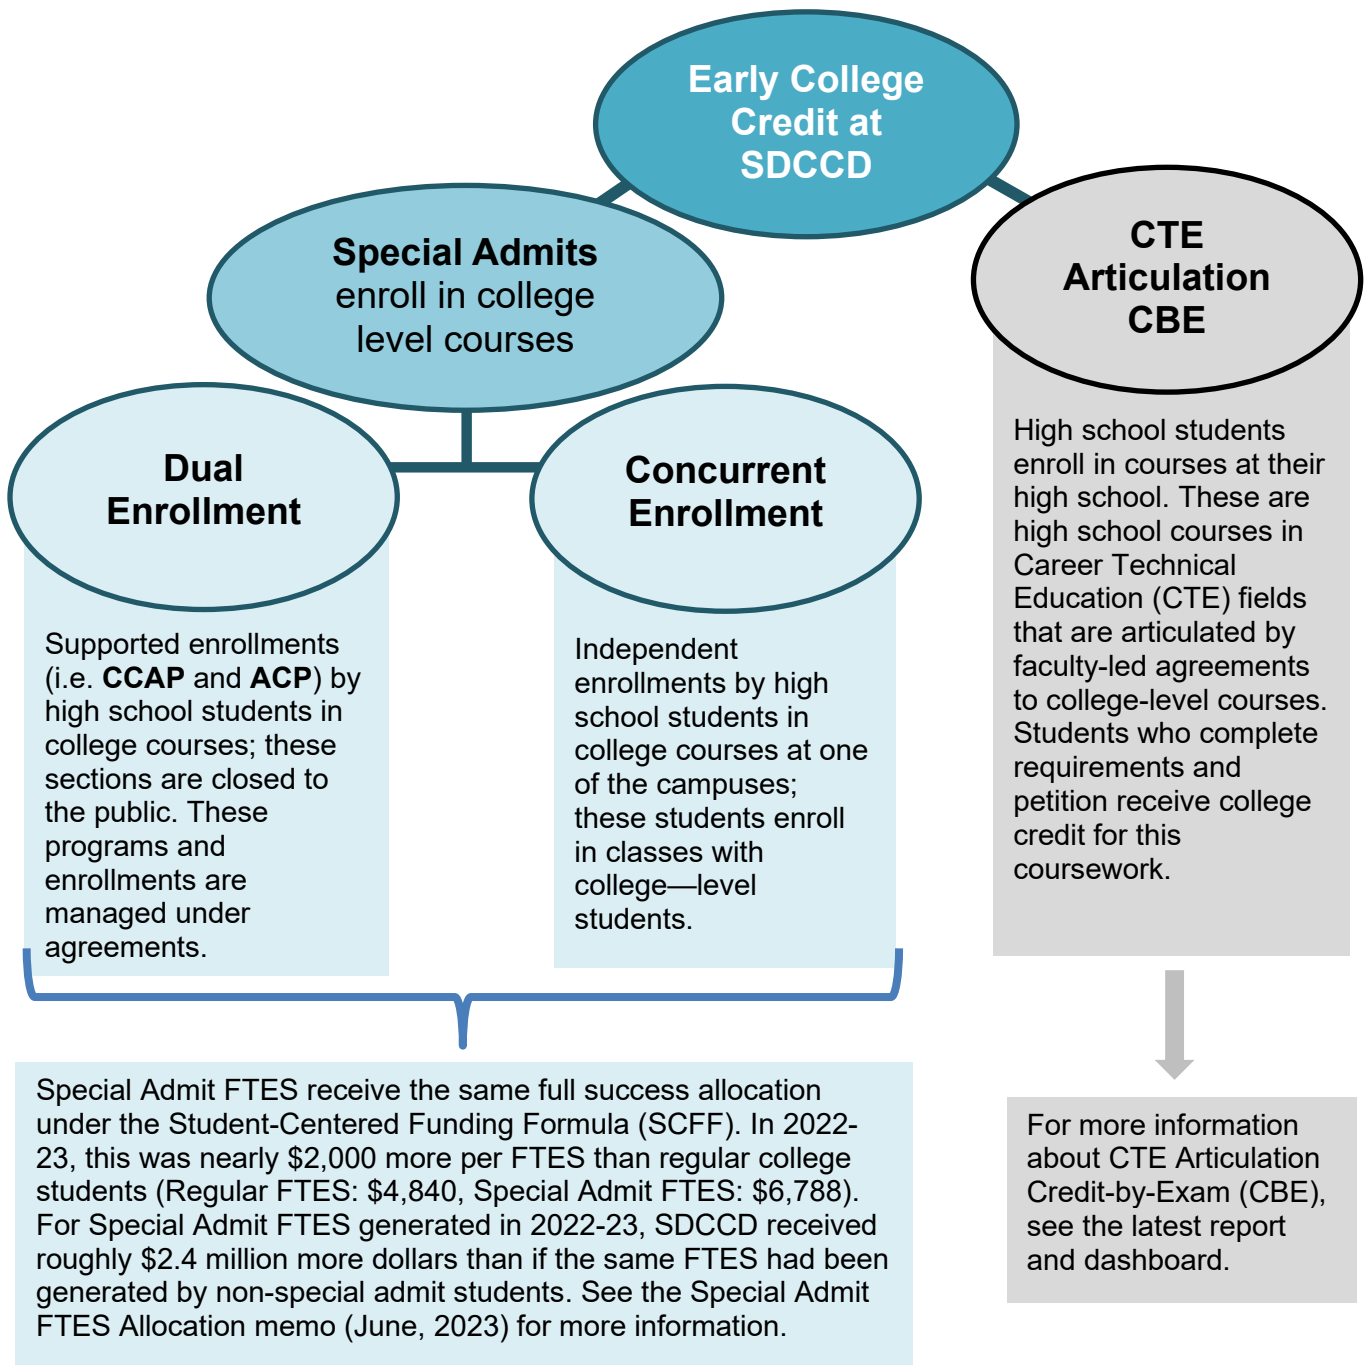 Early College
Credit at
SDCCD
Special Admits
enroll in college
level courses
CTE
Articulation
CBE
Dual
Enrollment
Concurrent
Enrollment
Supported enrollments
(i.e. CCAP and ACP) by
high school students in
college courses; these
sections are closed to
the public. These
programs and
enrollments are
managed under
agreements.
Independent
enrollments by high
school students in
college courses at one
of the campuses;
these students enroll
in classes with
college—level
students.
High school students
enroll in courses at their
high school. These are
high school courses in
Career Technical
Education (CTE) fields
that are articulated by
faculty-led agreements
to college-level courses.
Students who complete
requirements and
petition receive college
credit for this
coursework.
Special Admit FTES receive the same full success allocation
under the Student-Centered Funding Formula (SCFF). In 2022-
23, this was nearly $2,000 more per FTES than regular college
students (Regular FTES: $4,840, Special Admit FTES: $6,788).
For Special Admit FTES generated in 2022-23, SDCCD received
roughly $2.4 million more dollars than if the same FTES had been
generated by non-special admit students. See the Special Admit
FTES Allocation memo (June, 2023) for more information.
For more information
about CTE Articulation
Credit-by-Exam (CBE),
see the latest report
and dashboard.